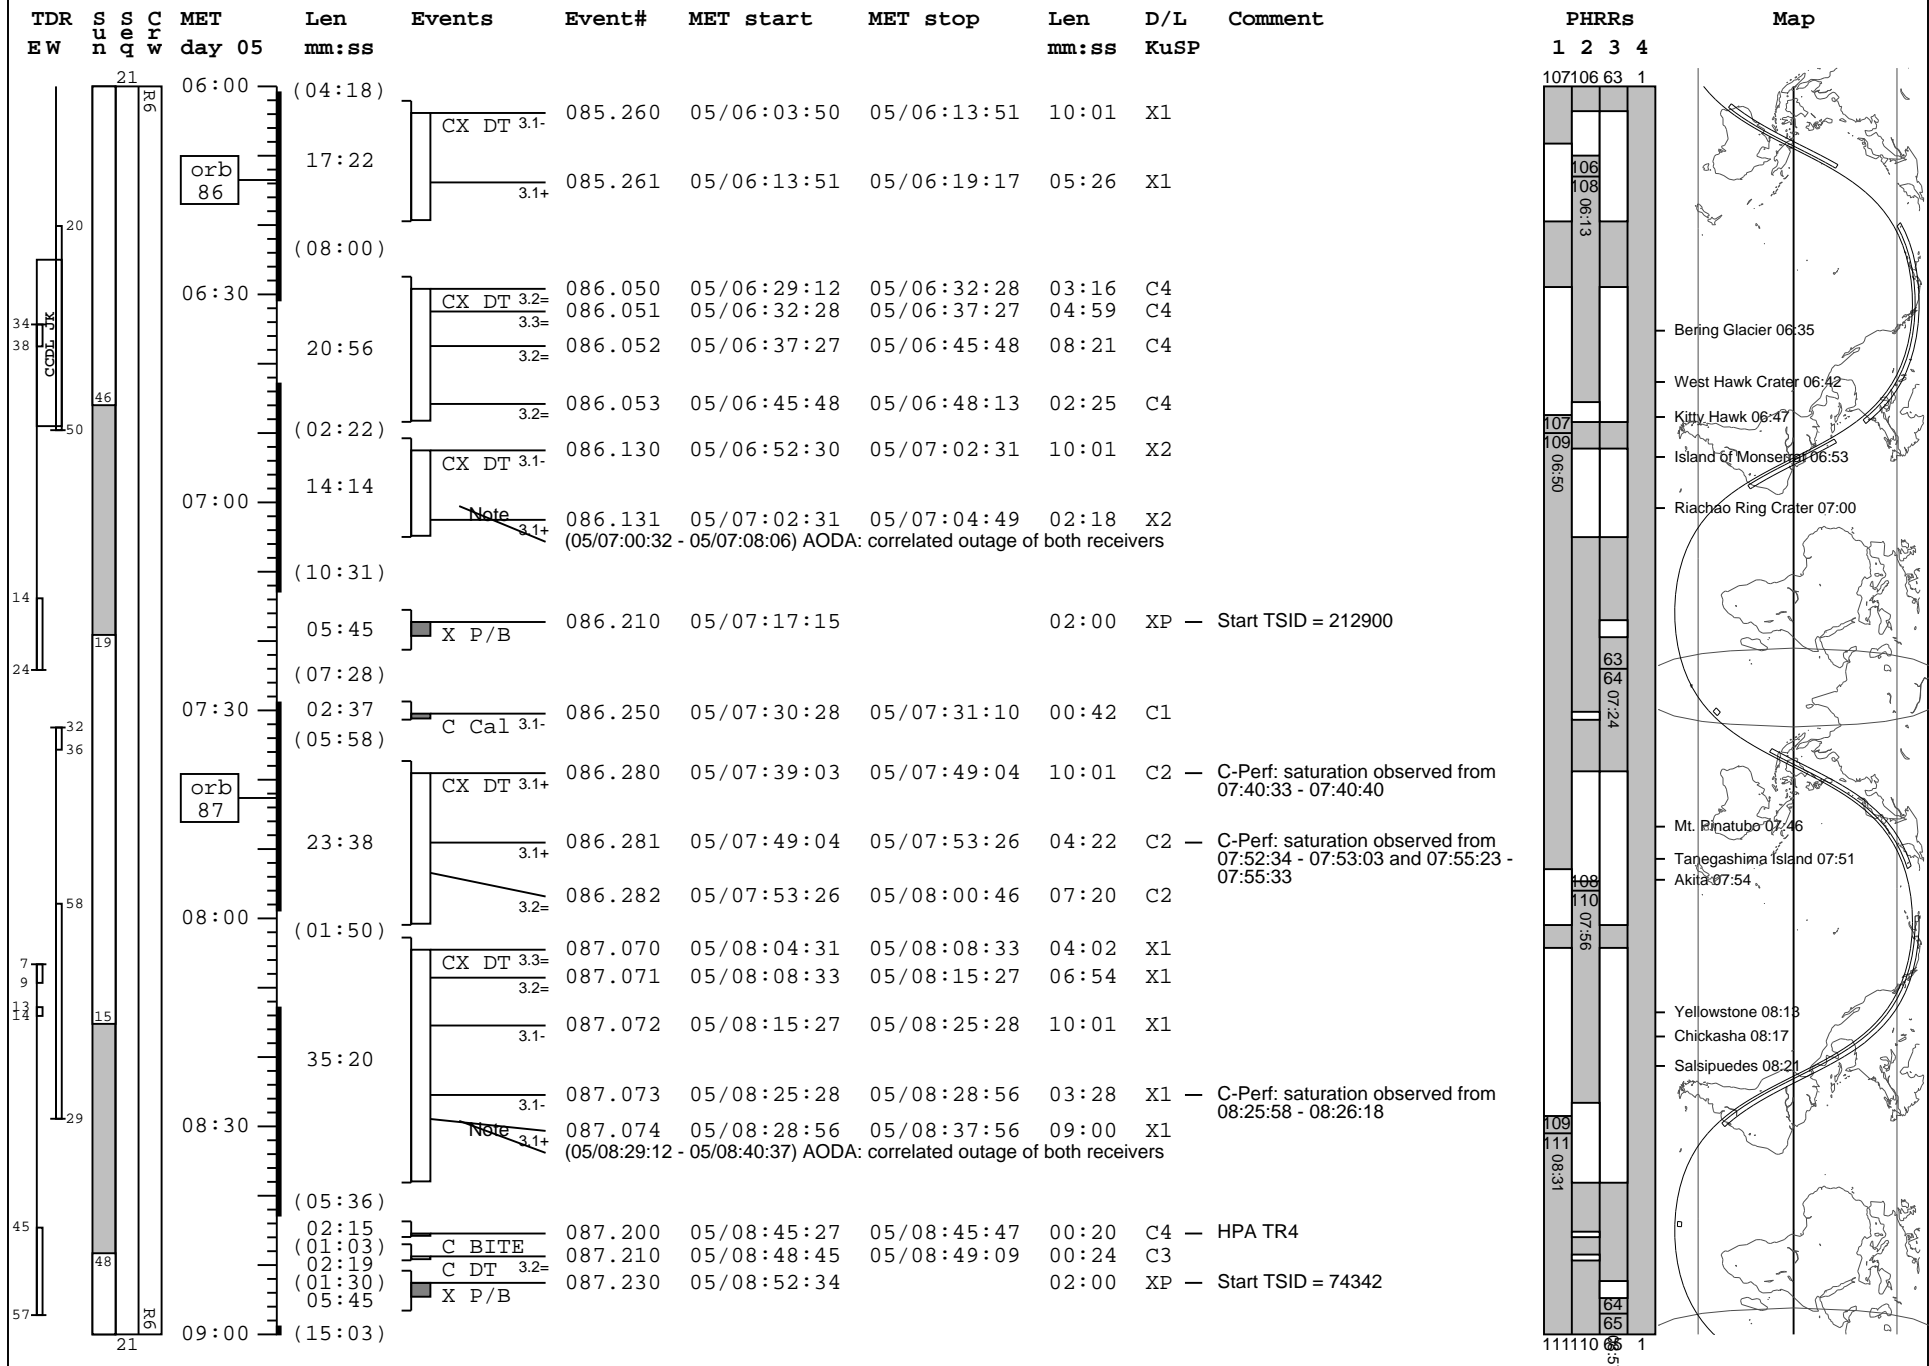 TDR Sun Seq Crw MET Len Events Event# MET start MET stop Len D/L Comment PHRRs Map
E W day 05 mm:ss mm:ss KuSP 1 2 3 4
21 107 106 63 1
06:00 (04:18)
R6
CX DT 3.1- 085.260 05/06:03:50 05/06:13:51 10:01 X1
17:22
orb 86
106
108 06:13
3.1+ 085.261 05/06:13:51 05/06:19:17 05:26 X1
20
(08:00)
06:30
CX DT 3.2= 086.050 05/06:29:12 05/06:32:28 03:16 C4
3.3= 086.051 05/06:32:28 05/06:37:27 04:59 C4
34
CCDL JK
Bering Glacier 06:35
38
20:56
3.2= 086.052 05/06:37:27 05/06:45:48 08:21 C4
West Hawk Crater 06:42
46
3.2= 086.053 05/06:45:48 05/06:48:13 02:25 C4
Kitty Hawk 06:47
50
(02:22)
107
109 06:50
CX DT 3.1- 086.130 05/06:52:30 05/07:02:31 10:01 X2
Island of Monserrat 06:53
14:14
07:00
Riachao Ring Crater 07:00
Note
3.1+ 086.131 05/07:02:31 05/07:04:49 02:18 X2
(05/07:00:32 - 05/07:08:06) AODA: correlated outage of both receivers
(10:31)
14
05:45
X P/B 086.210 05/07:17:15 02:00 XP Start TSID = 212900
19
24
(07:28)
63
64 07:24
07:30 02:37
C Cal 3.1- 086.250 05/07:30:28 05/07:31:10 00:42 C1
32
36
(05:58)
CX DT 3.1+ 086.280 05/07:39:03 05/07:49:04 10:01 C2 C-Perf: saturation observed from
07:40:33 - 07:40:40
orb 87
Mt. Pinatubo 07:46
23:38
3.1+ 086.281 05/07:49:04 05/07:53:26 04:22 C2 C-Perf: saturation observed from
07:52:34 - 07:53:03 and 07:55:23 -
07:55:33
Tanegashima Island 07:51
Akita 07:54
108
110 07:56
3.2= 086.282 05/07:53:26 05/08:00:46 07:20 C2
58
08:00
(01:50)
CX DT 3.3= 087.070 05/08:04:31 05/08:08:33 04:02 X1
7
9
3.2= 087.071 05/08:08:33 05/08:15:27 06:54 X1
13
14
15
Yellowstone 08:13
3.1- 087.072 05/08:15:27 05/08:25:28 10:01 X1
Chickasha 08:17
35:20
Salsipuedes 08:21
3.1- 087.073 05/08:25:28 05/08:28:56 03:28 X1 C-Perf: saturation observed from
08:25:58 - 08:26:18
29
08:30
109
111 08:31
Note
3.1+ 087.074 05/08:28:56 05/08:37:56 09:00 X1
(05/08:29:12 - 05/08:40:37) AODA: correlated outage of both receivers
(05:36)
45
02:15
087.200 05/08:45:27 05/08:45:47 00:20 C4 HPA TR4
(01:03) C BITE
48
02:19
087.210 05/08:48:45 05/08:49:09 00:24 C3
C DT 3.2=
(01:30)
087.230 05/08:52:34 02:00 XP Start TSID = 74342
05:45 X P/B
57
R6
64
65
09:00 (15:03)
21 111 110 65 1